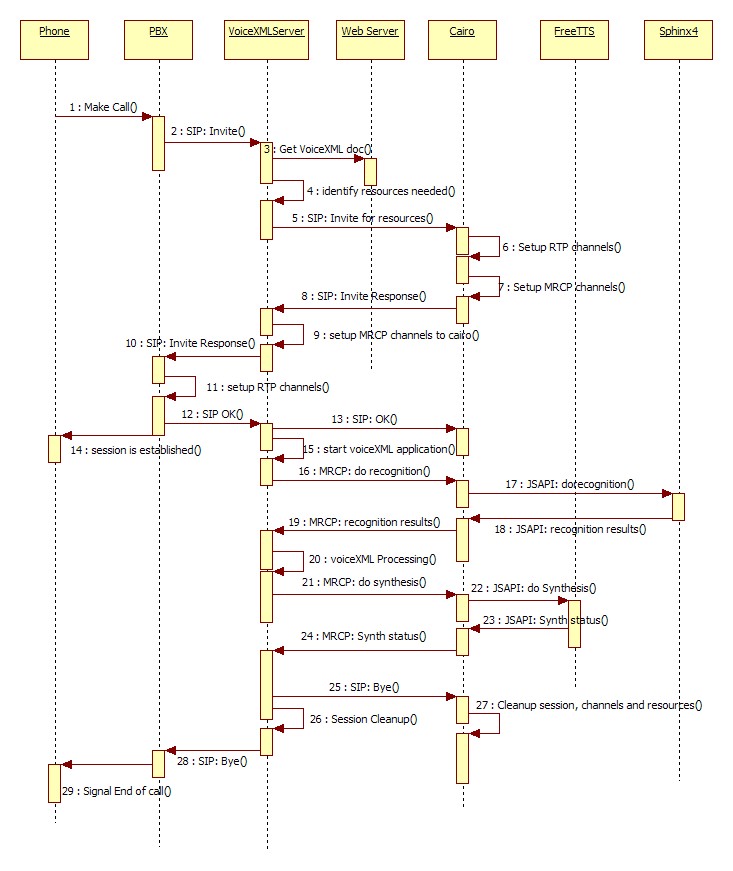 Phone
PBX
VoiceXMLServer
Web Server
Cairo
FreeTTS
Sphinx4
1 : Make Call()
2 : SIP: Invite()
3 : Get VoiceXML doc()
4 : identify resources needed()
5 : SIP: Invite for resources()
6 : Setup RTP channels()
7 : Setup MRCP channels()
8 : SIP: Invite Response()
9 : setup MRCP channels to cairo()
10 : SIP: Invite Response()
11 : setup RTP channels()
12 : SIP OK()
13 : SIP: OK()
14 : session is established()
15 : start voiceXML application()
16 : MRCP: do recognition()
17 : JSAPI: dorecognition()
18 : JSAPI: recognition results()
19 : MRCP: recognition results()
20 : voiceXML Processing()
21 : MRCP: do synthesis()
22 : JSAPI: do Synthesis()
23 : JSAPI: Synth status()
24 : MRCP: Synth status()
25 : SIP: Bye()
26 : Session Cleanup()
27 : Cleanup session, channels and resources()
28 : SIP: Bye()
29 : Signal End of call()